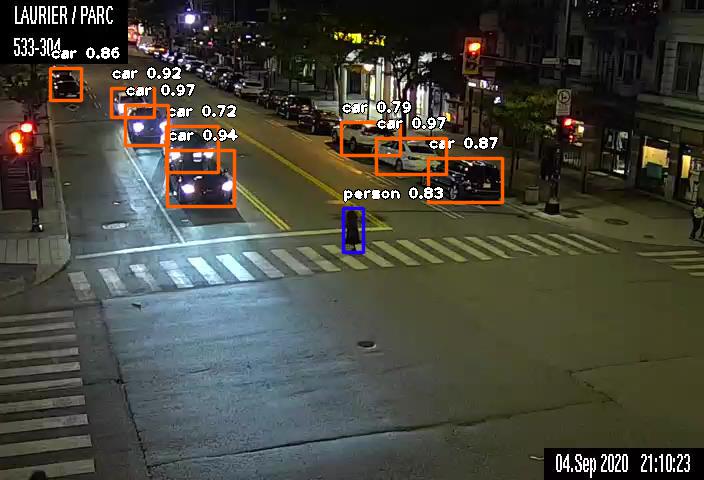 LAURIER / PARC
533-304
car 0.86
car 0.92
car 0.97
car 0.72
car 0.94
car 0.79
car 0.97
car 0.87
person 0.83
04.Sep 2020 21:10:23